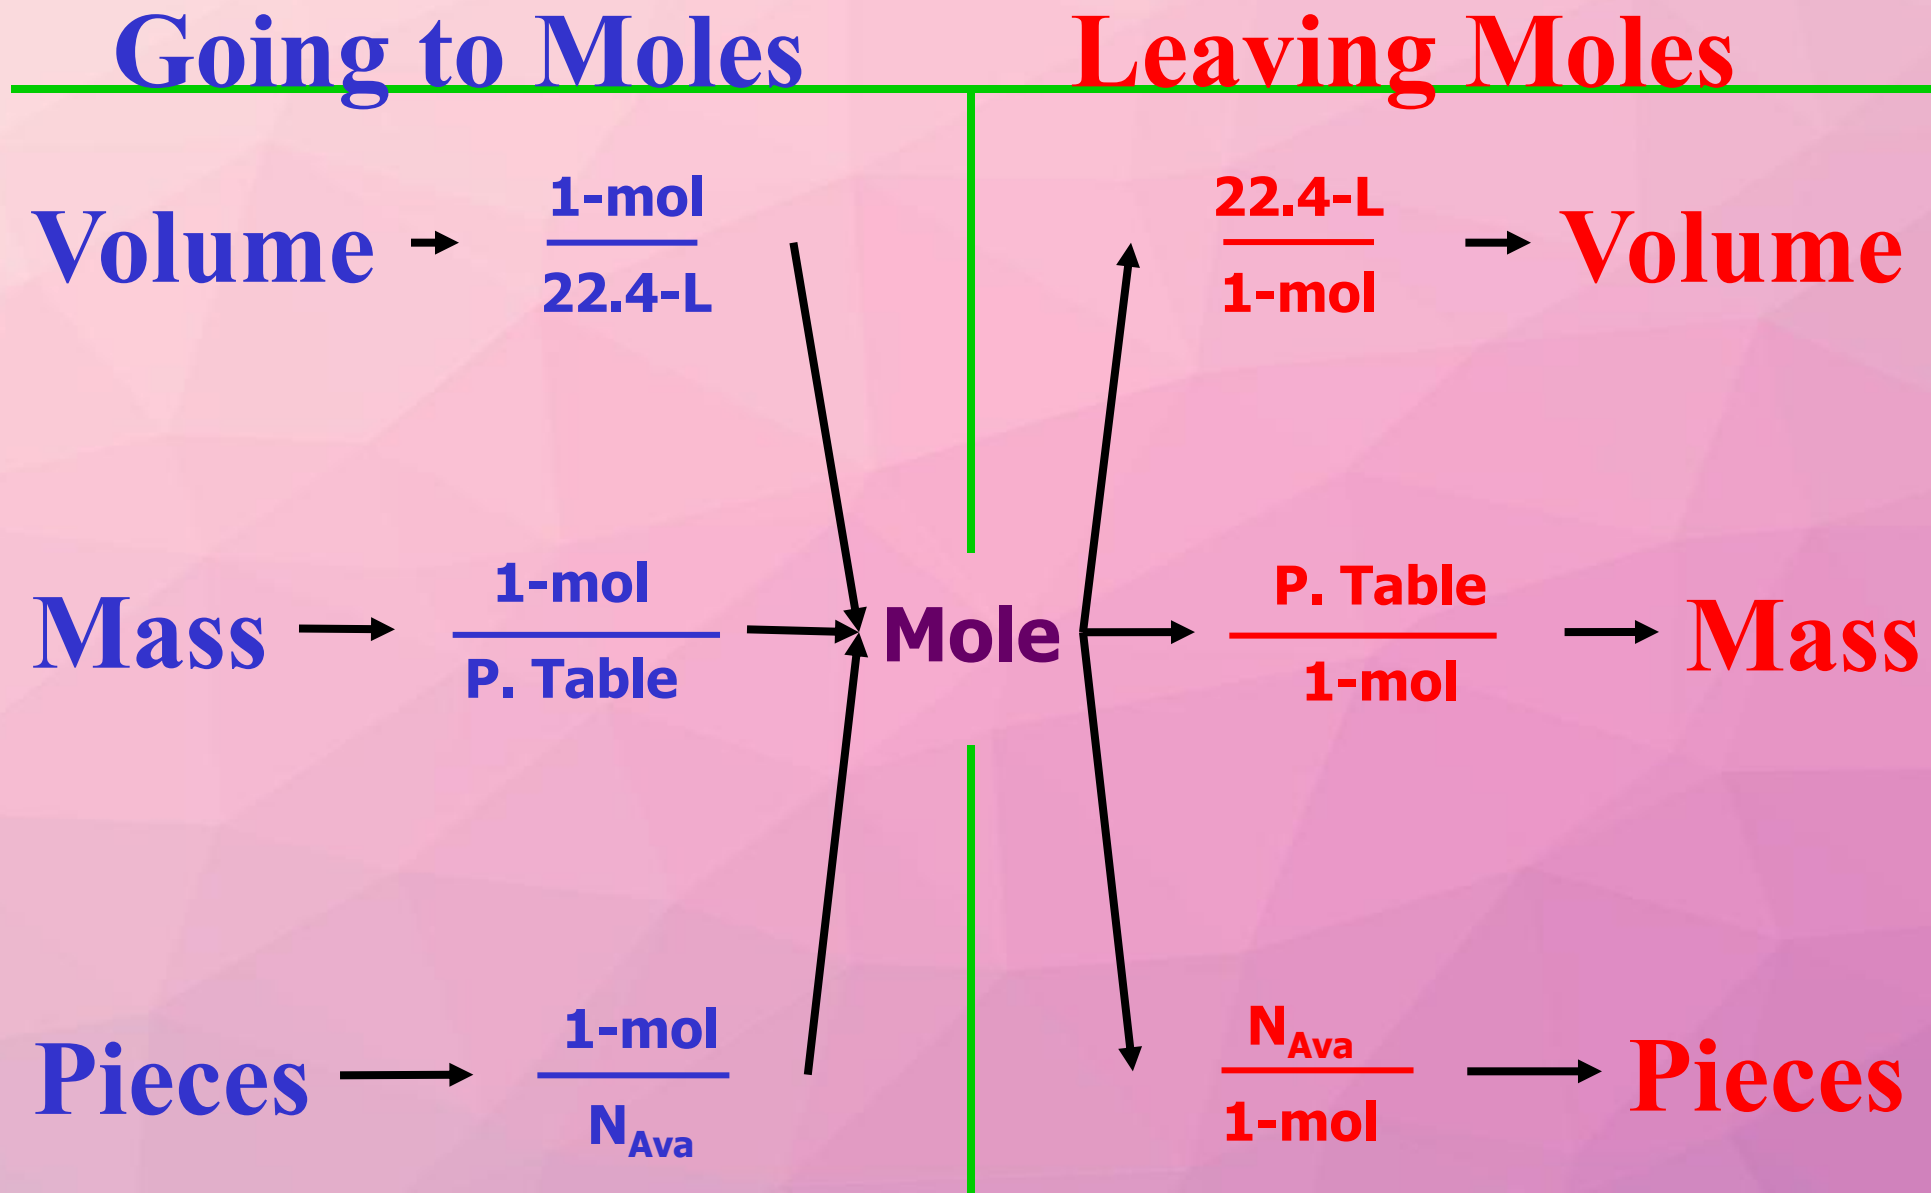 Going to Moles
Leaving Moles
Volume
1-mol
22.4-L
22.4-L
1-mol
Volume
Mass
1-mol
P. Table
Mole
P. Table
1-mol
Mass
Pieces
1-mol
NAva
NAva
1-mol
Pieces